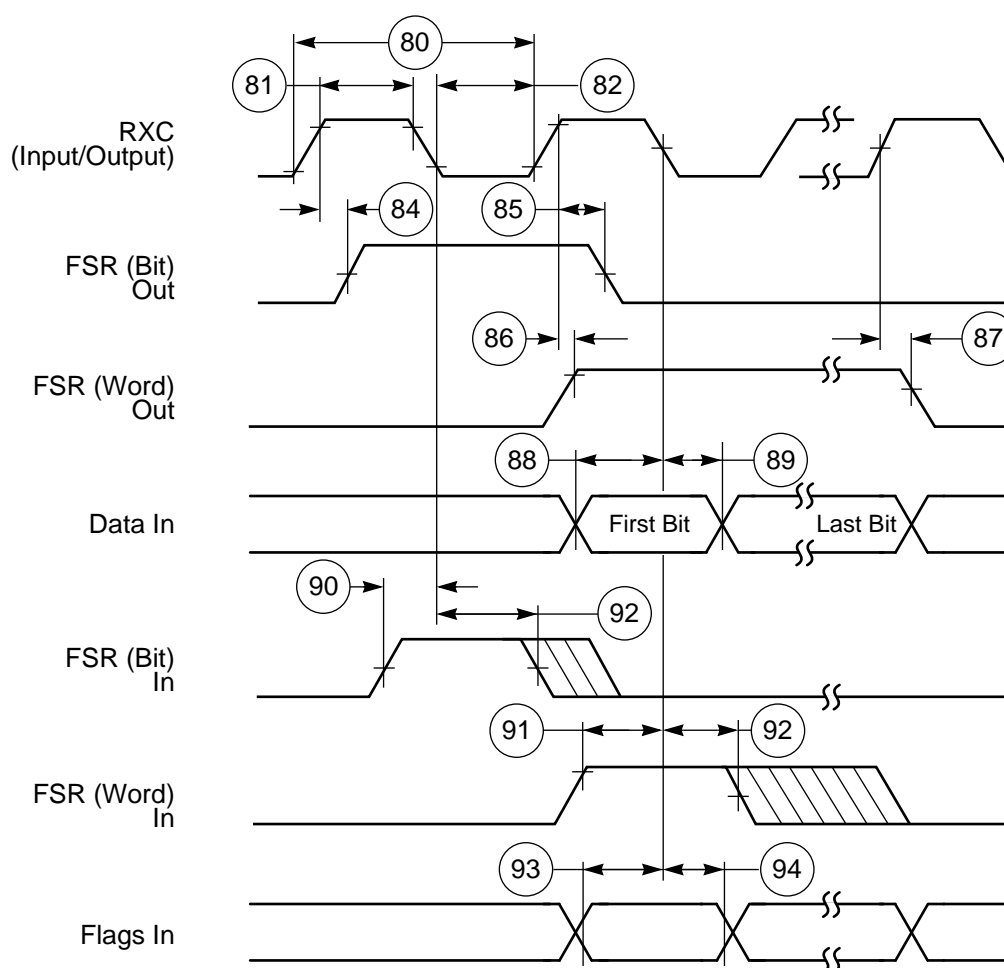 80
81
82
RXC
(Input/Output)
84
85
FSR (Bit)
Out
86
87
FSR (Word)
Out
88
89
Data In
First Bit
Last Bit
90
92
FSR (Bit)
In
91
92
FSR (Word)
In
93
94
Flags In